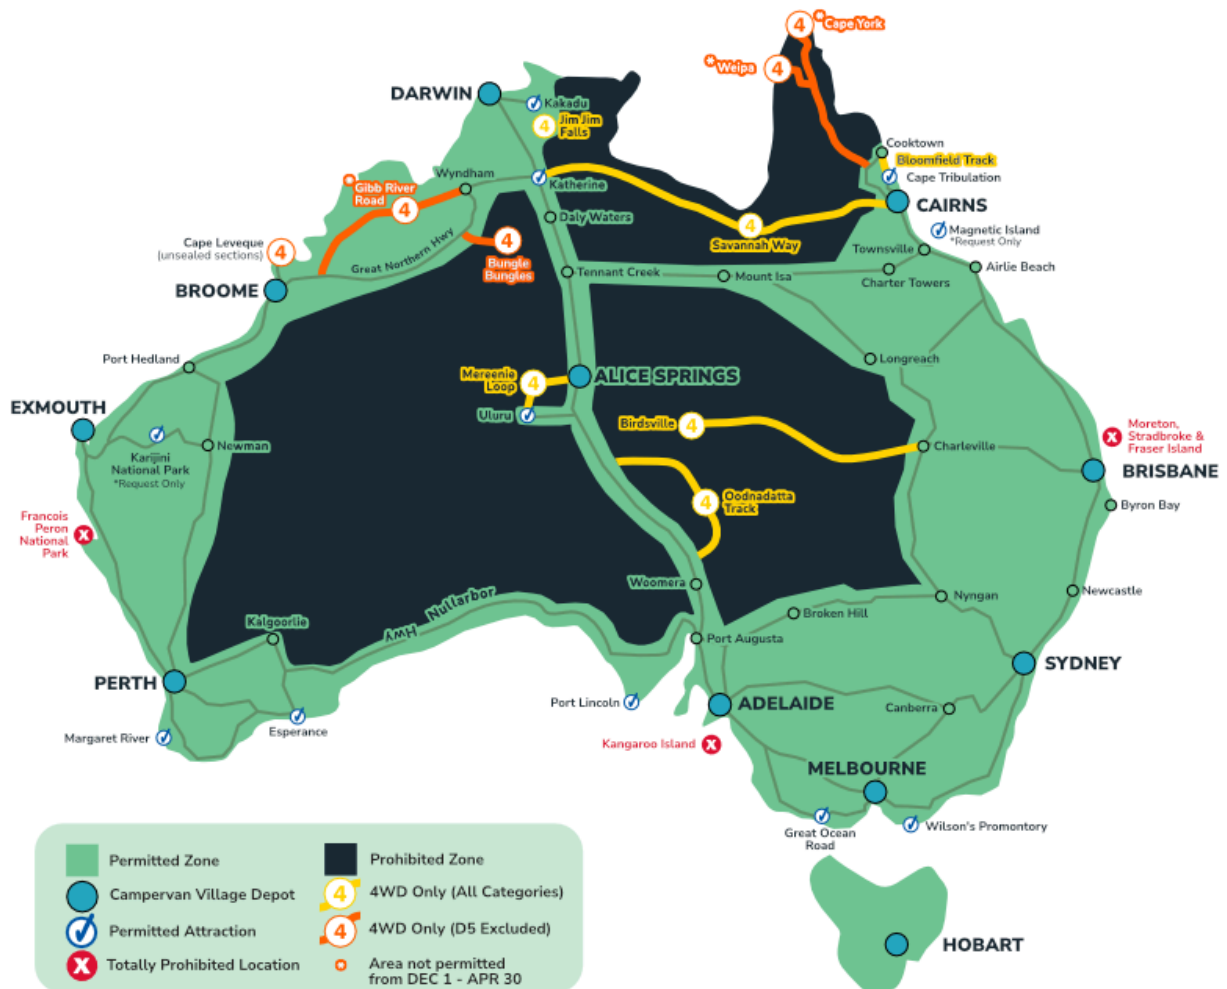 * Cape York
* Weipa
DARWIN
Kakadu
Jim Jim
Falls
Cooktown
Bloomfield Track
Cape Tribulation
Wyndham
Katherine
* Gibb River
Road
CAIRNS
Daly Waters
Savannah Way
Magnetic Island
*Request Only
Cape Leveque
(unsealed sections)
Great Northern Hwy
Bungle
Bungles
Townsville
Airlie Beach
Tennant Creek
Mount Isa
Charter Towers
BROOME
Port Hedland
Longreach
Mereenie
Loop
ALICE SPRINGS
EXMOUTH
Uluru
Birdsville
Moreton,
Stradbroke &
Fraser Island
Newman
Charleville
Karijini
National Park
*Request Only
BRISBANE
Oodnadatta
Track
Byron Bay
Francois
Peron
National
Park
Woomera
Nyngan
Newcastle
Nullarbor
Hwy
Broken Hill
Kalgoorlie
Port Augusta
SYDNEY
PERTH
Port Lincoln
ADELAIDE
Canberra
Esperance
Margaret River
Kangaroo Island
MELBOURNE
Great Ocean
Road
Wilson's Promontory
HOBART
Permitted Zone
Prohibited Zone
Campervan Village Depot
4 4WD Only (All Categories)
Permitted Attraction
4 4WD Only (D5 Excluded)
X Totally Prohibited Location
Area not permitted
from DEC 1 - APR 30
4
4
4
4
4
4
4
4
4
4
X
X
X